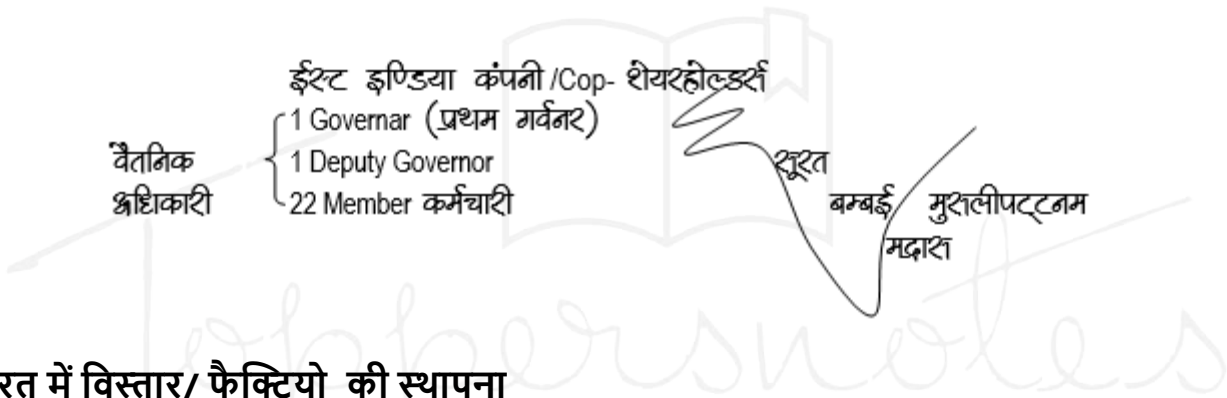 ईस्ट इण्डिया कंपनी /Cop- शेयरहोल्डर्स
1 Governar (प्रथम गर्वनर)
वैतनिक 1 Deputy Governor सूरत
अधिकारी 22 Member कर्मचारी बम्बई मुसलीपट्टनम
मद्रास
Toppersnotes
रत में विस्तार/ फैक्टियो की स्थापना